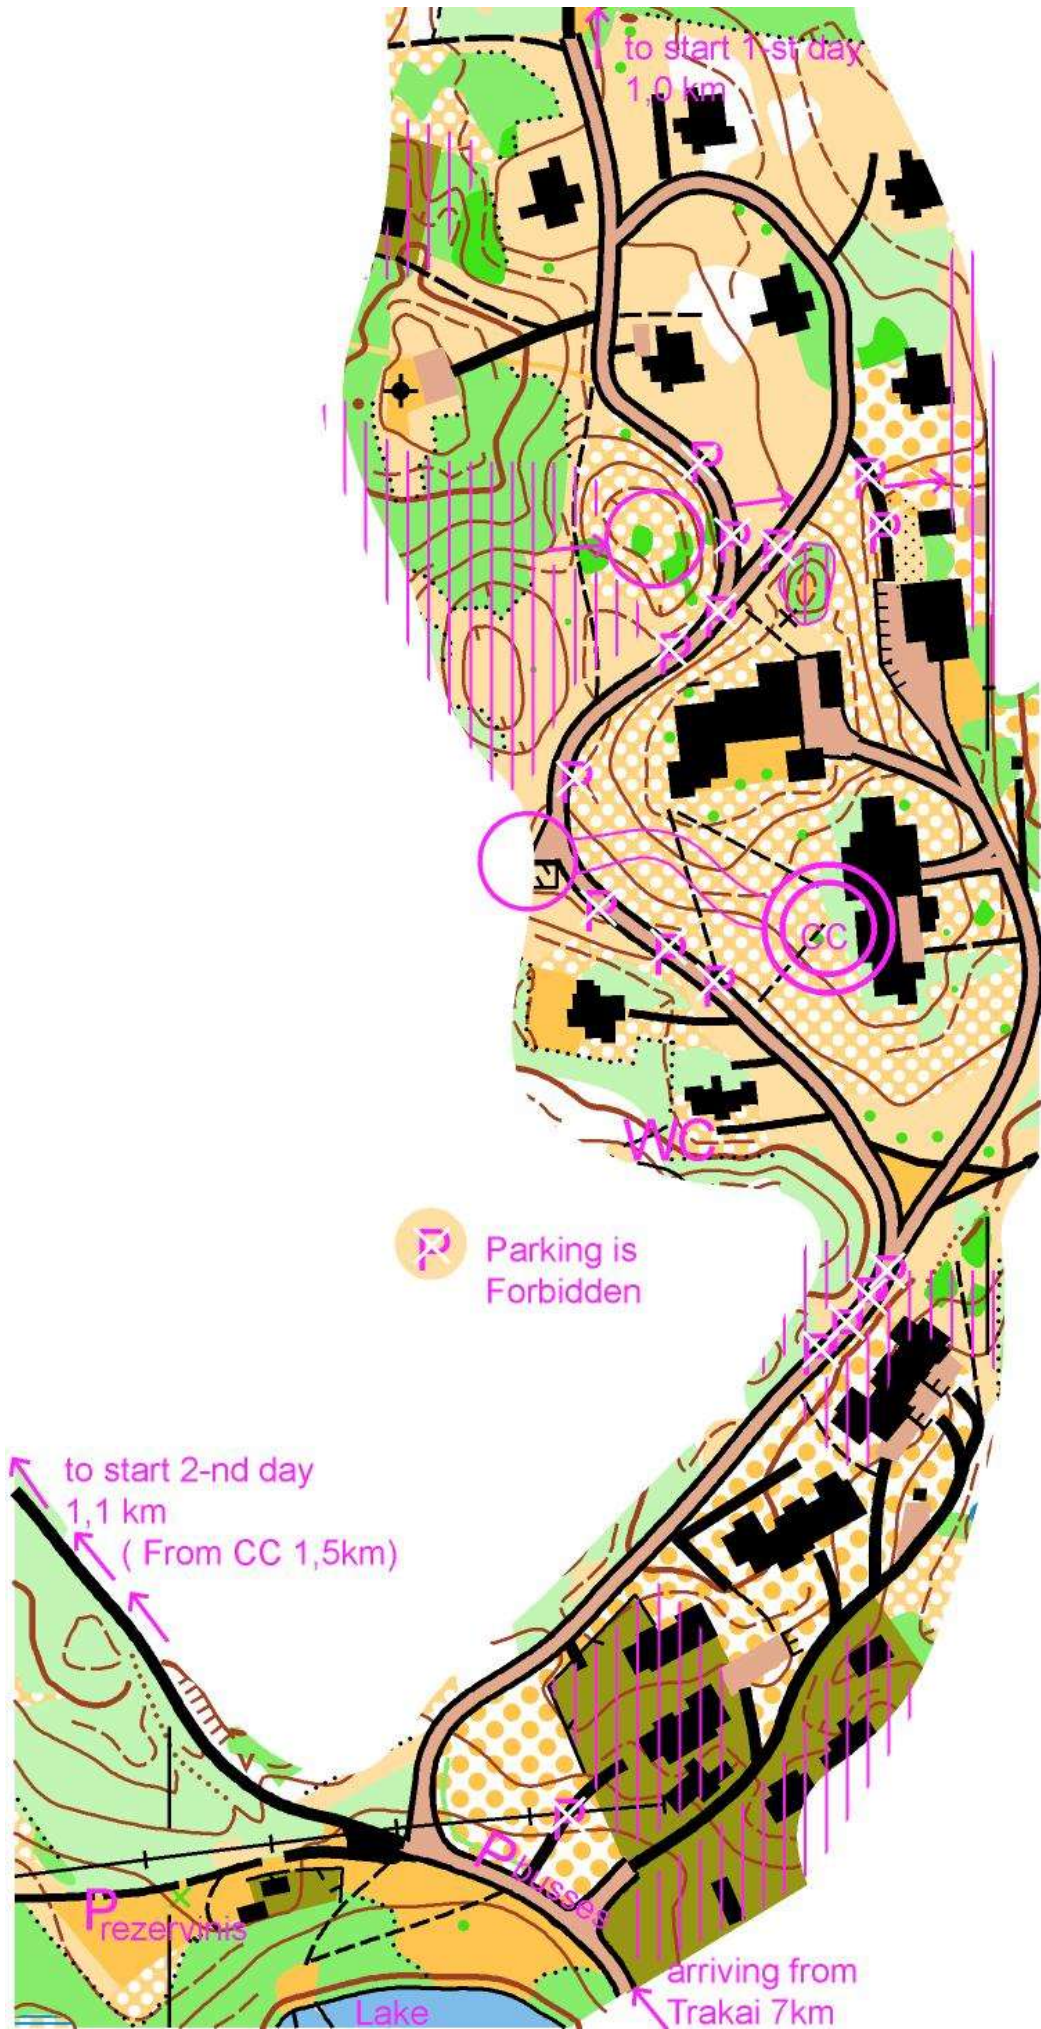 to start 1-st day
1,0 km
P
P
P
P
P
P
P
P
P
P
P
P
CC
WC
P
Parking is
Forbidden
P
P
P
P
to start 2-nd day
1,1 km
( From CC 1,5km)
P
P busses
P rezervinis
arriving from
Trakai 7km
Lake